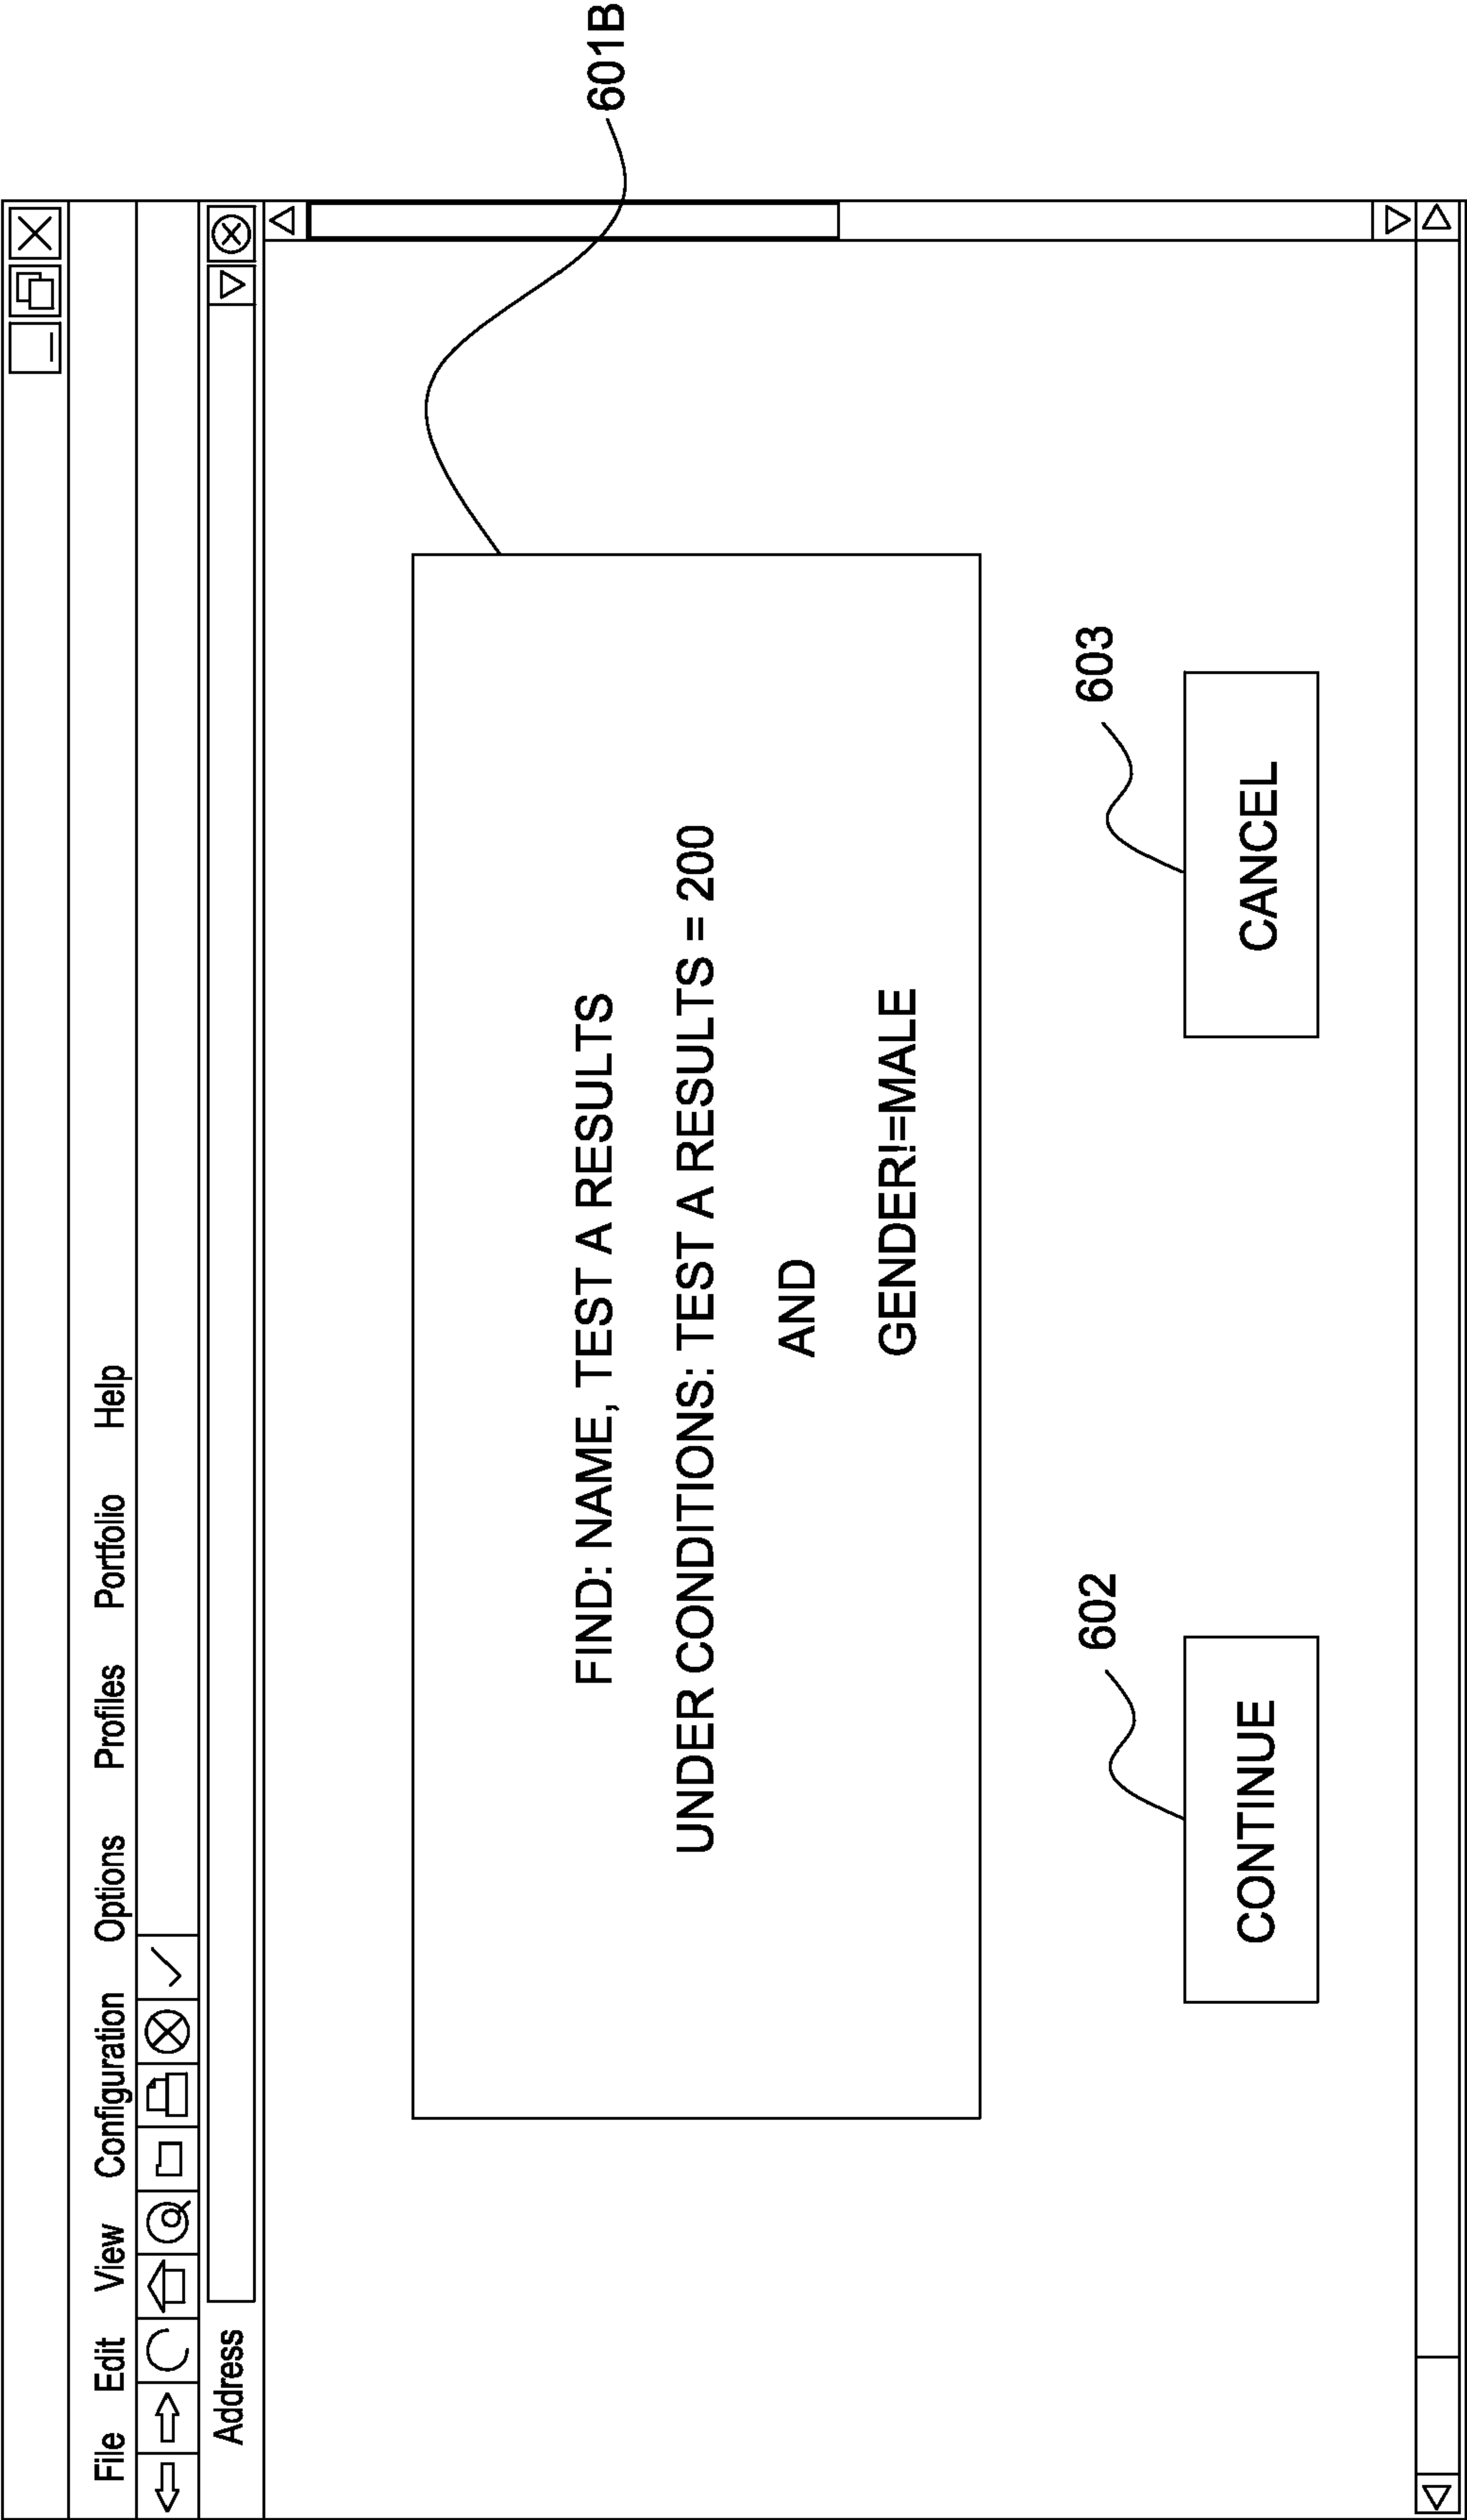 File Edit View Configuration Options Profiles Portfolio Help
Address
601B
FIND: NAME, TEST A RESULTS
UNDER CONDITIONS: TEST A RESULTS = 200
AND
GENDER!=MALE
602
603
CONTINUE
CANCEL